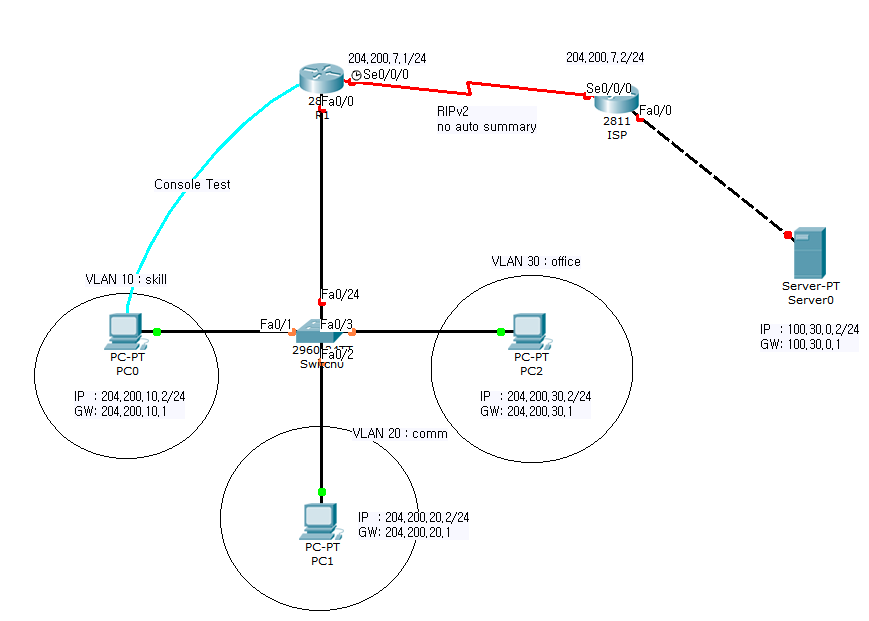 204,200,7,1/24
Se0/0/0
Fa0/0
R1
204,200,7,2/24
Se0/0/0
Fa0/0
2811
ISP
RIPv2
no auto summary
Console Test
Server-PT
Server0
IP : 100,30,0,2/24
GW: 100,30,0,1
VLAN 10 : skill
PC-PT
PC0
IP : 204,200,10,2/24
GW: 204,200,10,1
Fa0/24
Fa0/1
Fa0/3
Fa0/2
VLAN 30 : office
PC-PT
PC2
IP : 204,200,30,2/24
GW: 204,200,30,1
VLAN 20 : comm
PC-PT
PC1
IP : 204,200,20,2/24
GW: 204,200,20,1